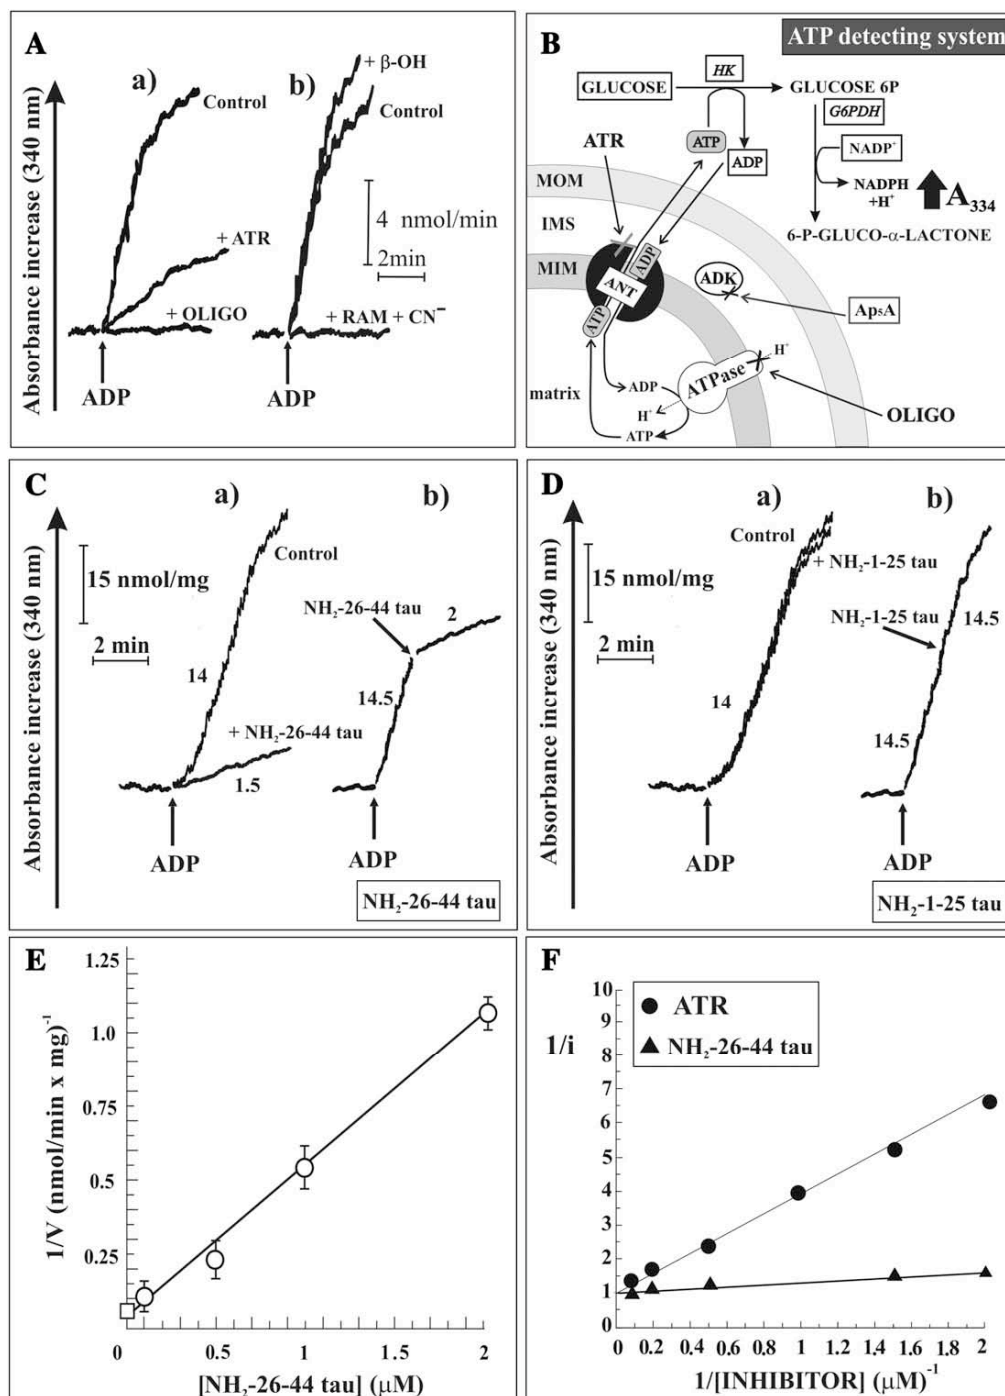 A
a)
b)
+ β-OH
Control
Control
+ ATR
4
nmol/min
2min
+ OLIGO
+ RAM + CN⁻
ADP
ADP
Absorbance increase (340 nm)
B
ATP detecting system
HK
GLUCOSE
GLUCOSE 6P
G6PDH
ATR
ATP
ADP
NADP⁺
NADPH
+H⁺
A₃₃₄
6-P-GLUCO-α-LACTONE
MOM
IMS
MIM
ADP
ANT
ATP
ADK
Ap₅A
H⁺
ATPase
matrix
ADP
H⁺
ATP
OLIGO
C
a)
b)
Control
15 nmol/mg
2 min
NH₂-26-44 tau
2
14
14.5
+ NH₂-26-44 tau
1.5
ADP
ADP
NH₂-26-44 tau
Absorbance increase (340 nm)
D
a)
b)
Control
+ NH₂-1-25 tau
15 nmol/mg
NH₂-1-25 tau
14.5
2 min
14
14.5
ADP
ADP
NH₂-1-25 tau
Absorbance increase (340 nm)
E
1.25
1.0
0.75
0.5
0.25
1/V (nmol/min x mg)⁻¹
0 0.5 1 1.5 2
[NH₂-26-44 tau] (μM)
F
10
9
8
7
6
5
4
3
2
1
0
1/i
ATR
NH₂-26-44 tau
0 0.2 0.4 0.6 0.8 1 1.2 1.4 1.6 1.8 2
1/[INHIBITOR] (μM)⁻¹